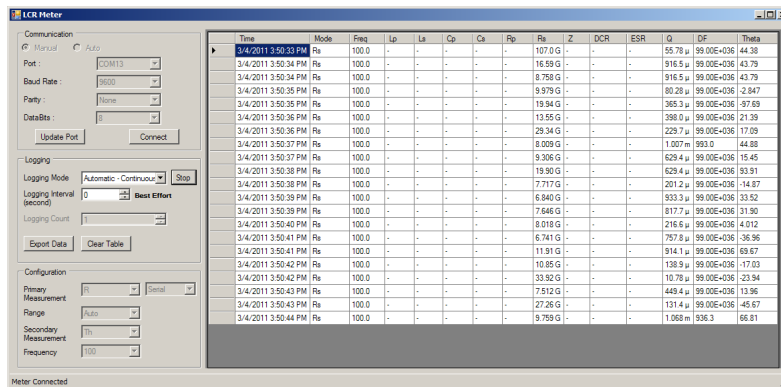 LCR Meter
Communication
Manual Auto
Port : COM13
Baud Rate : 9600
Parity : None
DataBits : 8
Update Port Connect
Logging
Logging Mode Automatic - Continuous Stop
Logging Interval (second) 0 Best Effort
Logging Count 1
Export Data Clear Table
Configuration
Primary Measurement R Serial
Range Auto
Secondary Measurement Th
Frequency 100
Time Mode Freq Lp Ls Cp Cs Rp Rs Z DCR ESR Q DF Theta
3/4/2011 3:50:33 PM Rs 100.0 - - - - - 107.0 G - - - 55.78 µ 99.00E+036 44.38
3/4/2011 3:50:34 PM Rs 100.0 - - - - - 16.59 G - - - 916.5 µ 99.00E+036 43.79
3/4/2011 3:50:34 PM Rs 100.0 - - - - - 8.758 G - - - 916.5 µ 99.00E+036 43.79
3/4/2011 3:50:35 PM Rs 100.0 - - - - - 9.979 G - - - 80.28 µ 99.00E+036 -2.847
3/4/2011 3:50:35 PM Rs 100.0 - - - - - 19.94 G - - - 365.3 µ 99.00E+036 -97.69
3/4/2011 3:50:36 PM Rs 100.0 - - - - - 13.55 G - - - 398.0 µ 99.00E+036 21.39
3/4/2011 3:50:36 PM Rs 100.0 - - - - - 29.34 G - - - 229.7 µ 99.00E+036 17.09
3/4/2011 3:50:37 PM Rs 100.0 - - - - - 8.009 G - - - 1.007 m 993.0 44.88
3/4/2011 3:50:37 PM Rs 100.0 - - - - - 9.306 G - - - 629.4 µ 99.00E+036 15.45
3/4/2011 3:50:38 PM Rs 100.0 - - - - - 19.90 G - - - 629.4 µ 99.00E+036 93.91
3/4/2011 3:50:38 PM Rs 100.0 - - - - - 7.717 G - - - 201.2 µ 99.00E+036 -14.87
3/4/2011 3:50:39 PM Rs 100.0 - - - - - 6.840 G - - - 933.3 µ 99.00E+036 33.52
3/4/2011 3:50:39 PM Rs 100.0 - - - - - 7.646 G - - - 817.7 µ 99.00E+036 31.90
3/4/2011 3:50:40 PM Rs 100.0 - - - - - 8.018 G - - - 216.6 µ 99.00E+036 4.012
3/4/2011 3:50:41 PM Rs 100.0 - - - - - 6.741 G - - - 757.8 µ 99.00E+036 -36.96
3/4/2011 3:50:41 PM Rs 100.0 - - - - - 11.91 G - - - 914.1 µ 99.00E+036 69.67
3/4/2011 3:50:42 PM Rs 100.0 - - - - - 10.85 G - - - 138.9 µ 99.00E+036 -17.03
3/4/2011 3:50:42 PM Rs 100.0 - - - - - 33.92 G - - - 10.78 µ 99.00E+036 -23.94
3/4/2011 3:50:43 PM Rs 100.0 - - - - - 7.512 G - - - 449.4 µ 99.00E+036 13.96
3/4/2011 3:50:43 PM Rs 100.0 - - - - - 27.26 G - - - 131.4 µ 99.00E+036 -45.67
3/4/2011 3:50:44 PM Rs 100.0 - - - - - 9.759 G - - - 1.068 m 936.3 66.81
Meter Connected